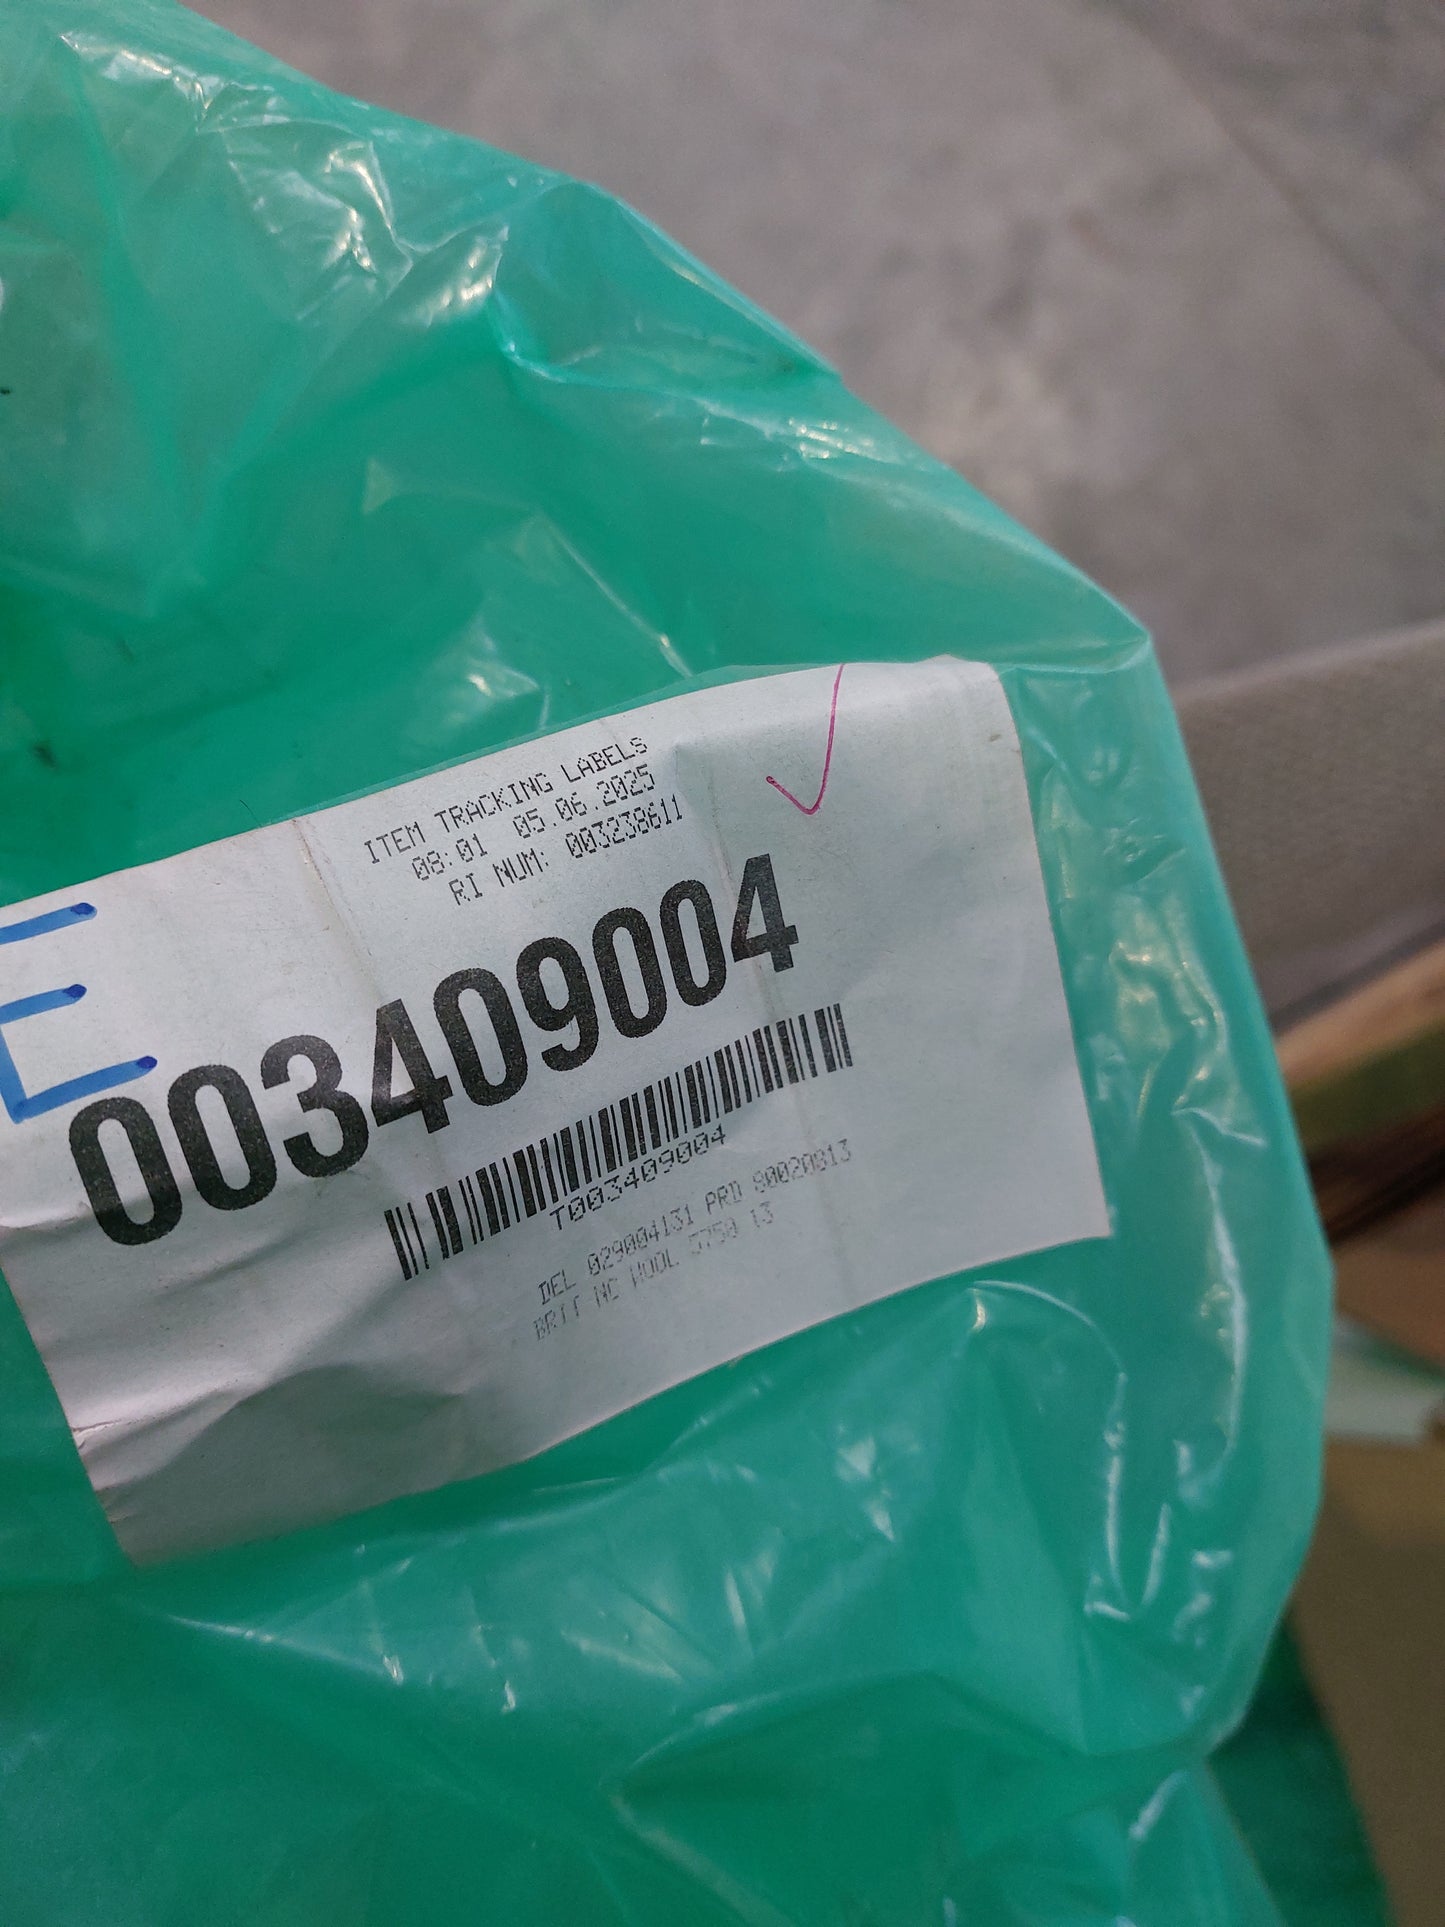 ITEM TRACKING LABELS
08:01 05.06.2025
RI NUM: 003238611
E
003409004
T003409004
DEL 029004131 PRD 80020813
BRIT NC WOOL 5750 13